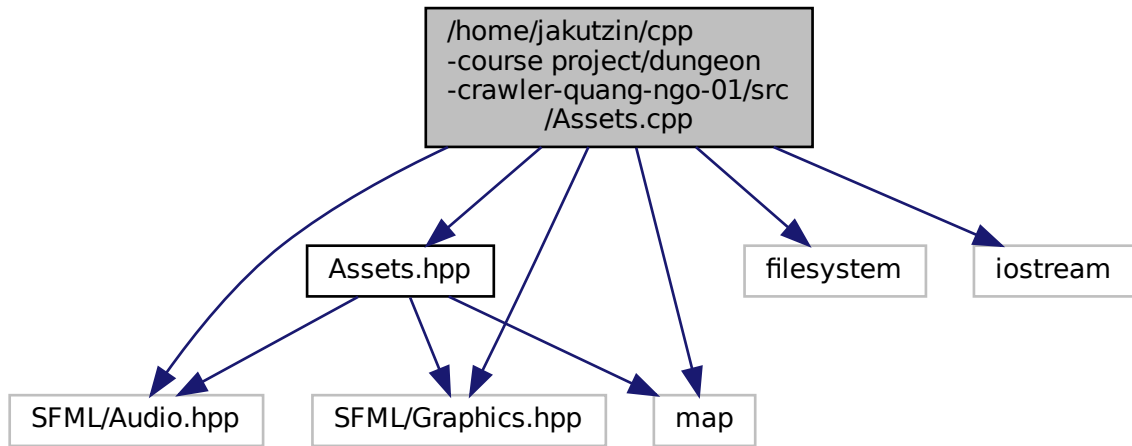 /home/jakutzin/cpp
-course project/dungeon
-crawler-quang-ngo-01/src
/Assets.cpp
Assets.hpp
filesystem
iostream
SFML/Audio.hpp
SFML/Graphics.hpp
map